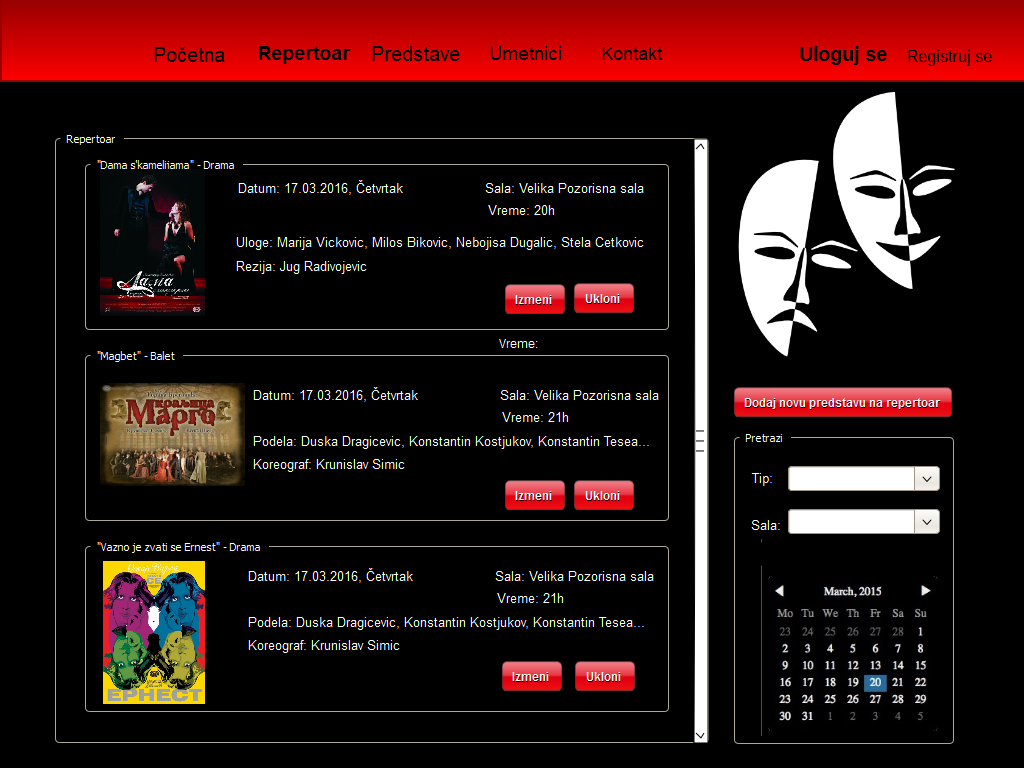 Početna Repertoar Predstave Umetnici Kontakt Uloguj se Registruj se
Repertoar
"Dama s'kamelijama" - Drama
Datum: 17.03.2016, Četvrtak
Sala: Velika Pozorisna sala
Vreme: 20h
Uloge: Marija Vickovic, Milos Bikovic, Nebojisa Dugalic, Stela Cetkovic
Rezija: Jug Radivojevic
Izmeni Ukloni
Vreme:
"Magbet" - Balet
Краљица
Марго
Datum: 17.03.2016, Četvrtak
Sala: Velika Pozorisna sala
Vreme: 21h
Podela: Duska Dragicevic, Konstantin Kostjukov, Konstantin Tesea...
Koreograf: Krunislav Simic
Izmeni Ukloni
"Vazno je zvati se Ernest" - Drama
ЕРНЕСТ
Datum: 17.03.2016, Četvrtak
Sala: Velika Pozorisna sala
Vreme: 21h
Podela: Duska Dragicevic, Konstantin Kostjukov, Konstantin Tesea...
Koreograf: Krunislav Simic
Izmeni Ukloni
Dodaj novu predstavu na repertoar
Pretrazi
Tip:
Sala:
March, 2015
Mo Tu We Th Fr Sa Su
23 24 25 26 27 28 1
2 3 4 5 6 7 8
9 10 11 12 13 14 15
16 17 18 19 20 21 22
23 24 25 26 27 28 29
30 31 1 2 3 4 5